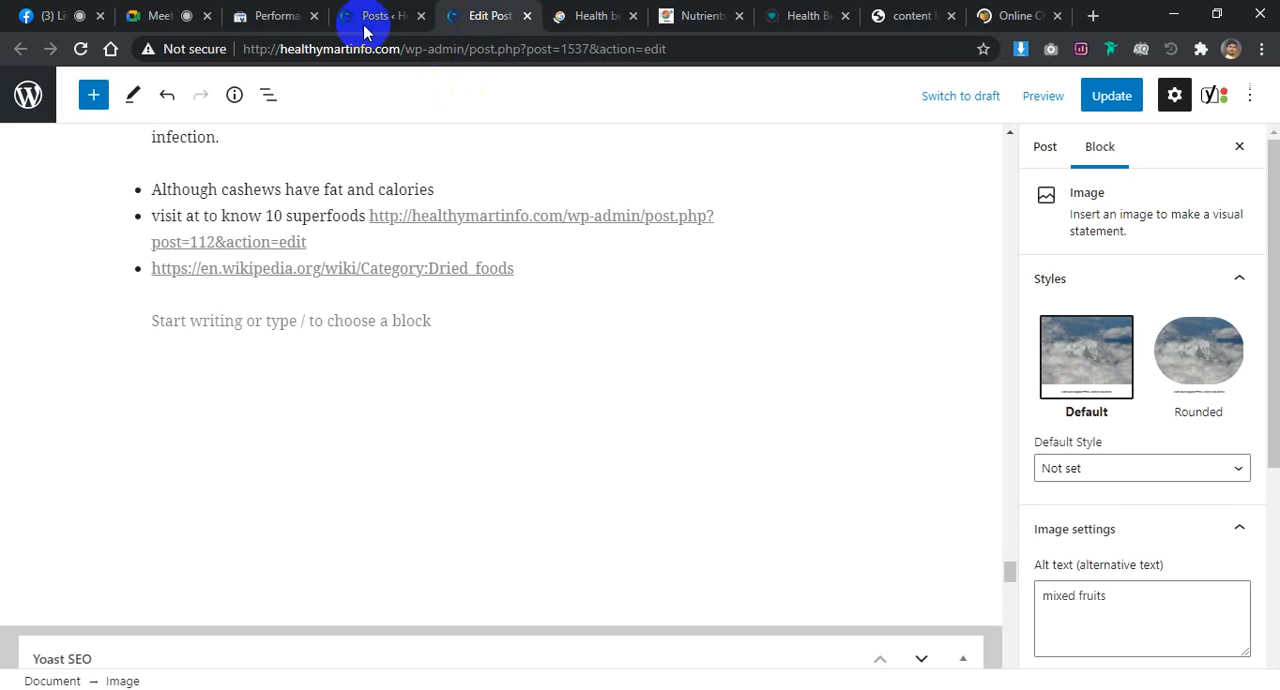 (3) Li
Meet
Performa
Posts ‹ H
Edit Post
Health be
Nutrients
Health Be
content l
Online C
Not secure
http://healthymartinfo.com/wp-admin/post.php?post=1537&action=edit
Switch to draft
Preview
Update
infection.
Although cashews have fat and calories
visit at to know 10 superfoods http://healthymartinfo.com/wp-admin/post.php?
post=112&action=edit
https://en.wikipedia.org/wiki/Category:Dried_foods
Start writing or type / to choose a block
Yoast SEO
Document → Image
Post
Block
Image
Insert an image to make a visual
statement.
Styles
Default
Rounded
Default Style
Not set
Image settings
Alt text (alternative text)
mixed fruits